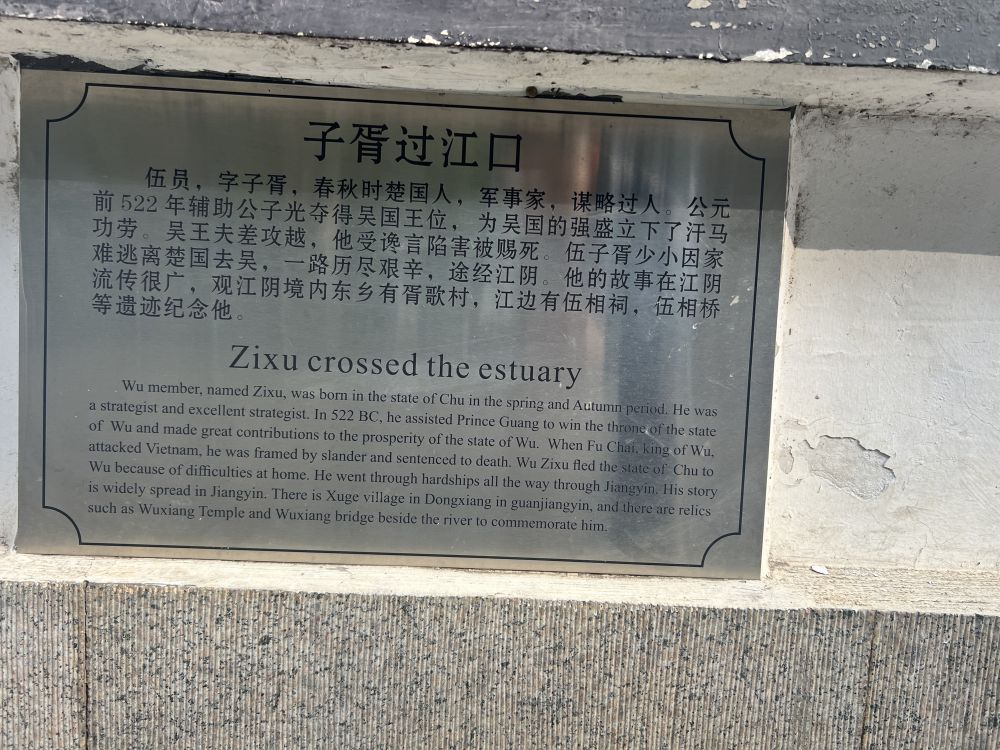 子胥过江口
伍员，字子胥，春秋时楚国人，军事家，谋略过人。公元
前 522 年辅助公子光夺得吴国王位，为吴国的强盛立下了汗马
功劳。吴王夫差攻越，他受谗言陷害被赐死。伍子胥少小因家
难逃离楚国去吴，一路历尽艰辛，途经江阴。他的故事在江阴
流传很广，观江阴境内东乡有胥歌村，江边有伍相祠，伍相桥
等遗迹纪念他。
Zixu crossed the estuary
Wu member, named Zixu, was born in the state of Chu in the spring and Autumn period. He was
a strategist and excellent strategist. In 522 BC, he assisted Prince Guang to win the throne of the state
of Wu and made great contributions to the prosperity of the state of Wu. When Fu Chai, king of Wu,
attacked Vietnam, he was framed by slander and sentenced to death. Wu Zixu fled the state of Chu to
Wu because of difficulties at home. He went through hardships all the way through Jiangyin. His story
is widely spread in Jiangyin. There is Xuge village in Dongxiang in guanjiangyin, and there are relics
such as Wuxiang Temple and Wuxiang bridge beside the river to commemorate him.